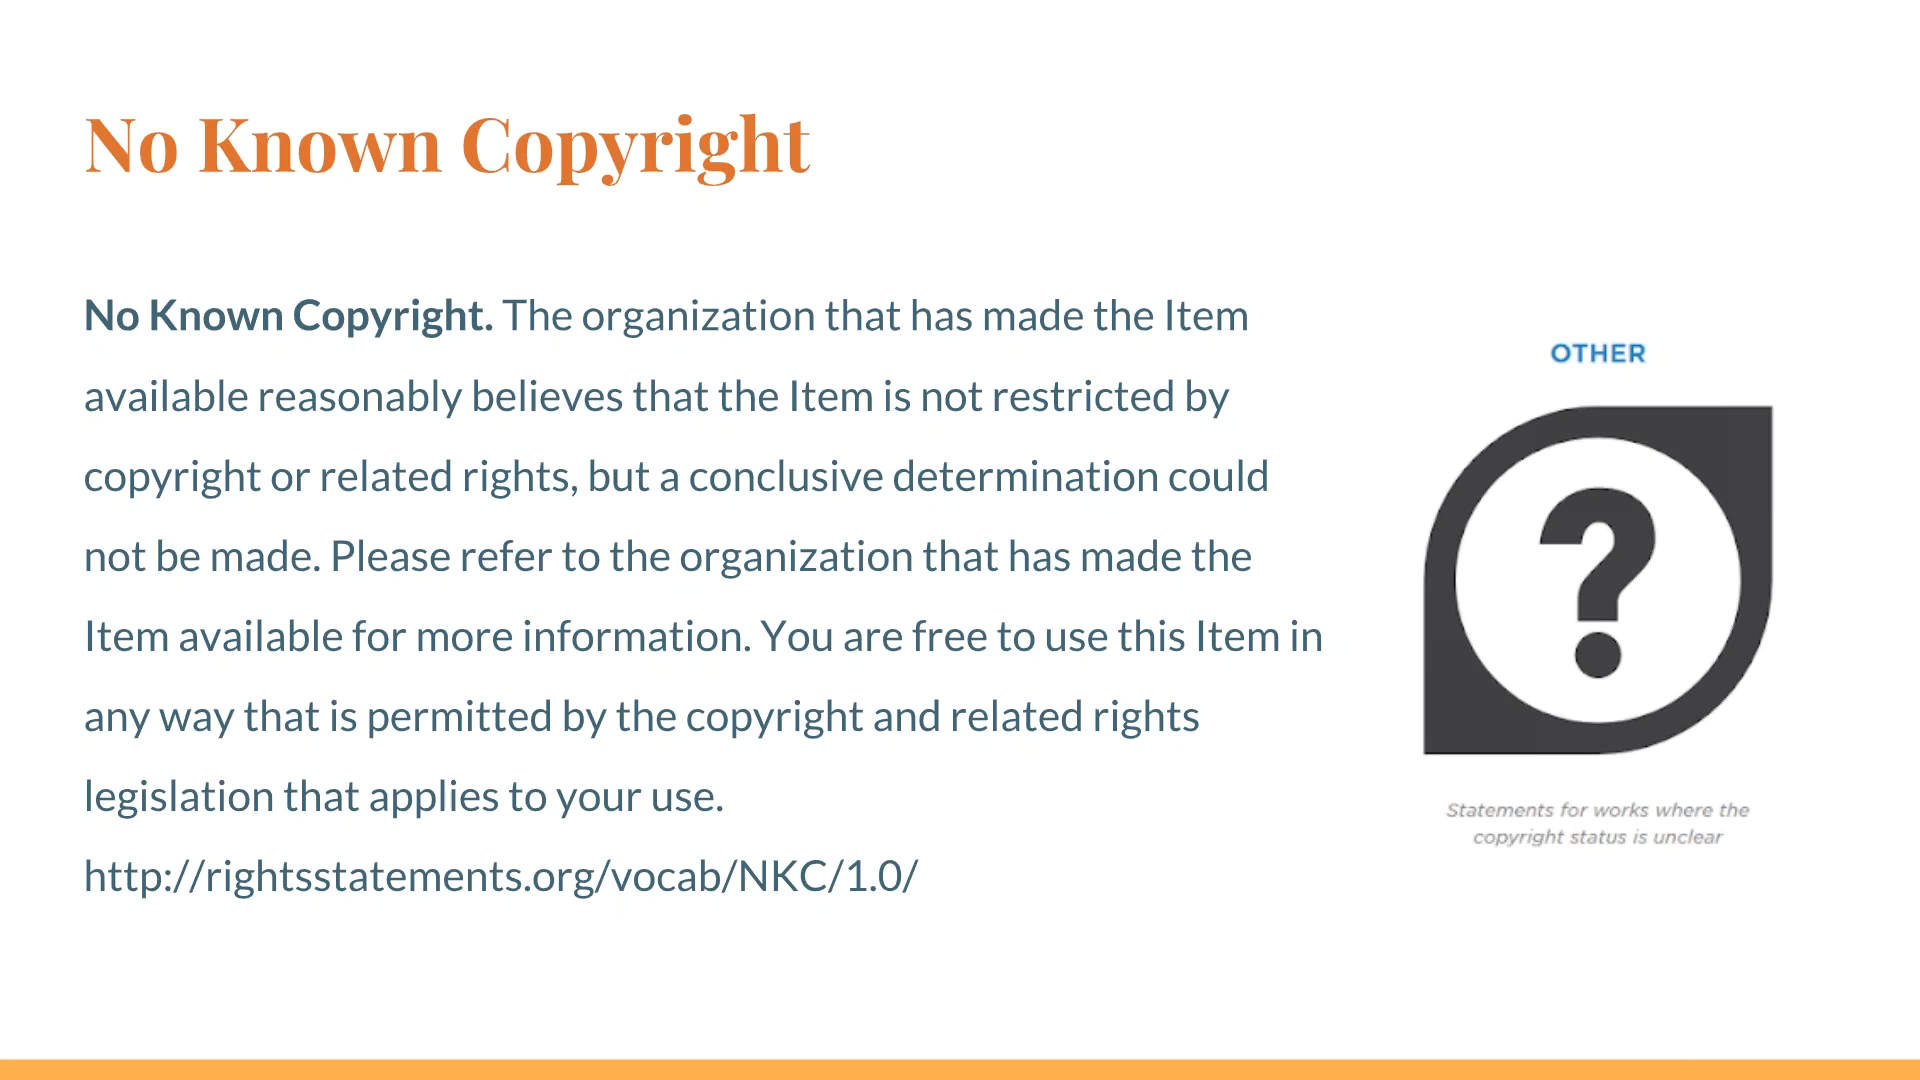 No Known Copyright
No Known Copyright. The organization that has made the Item
available reasonably believes that the Item is not restricted by
copyright or related rights, but a conclusive determination could
not be made. Please refer to the organization that has made the
Item available for more information. You are free to use this Item in
any way that is permitted by the copyright and related rights
legislation that applies to your use.
http://rightsstatements.org/vocab/NKC/1.0/
OTHER
?
Statements for works where the
copyright status is unclear